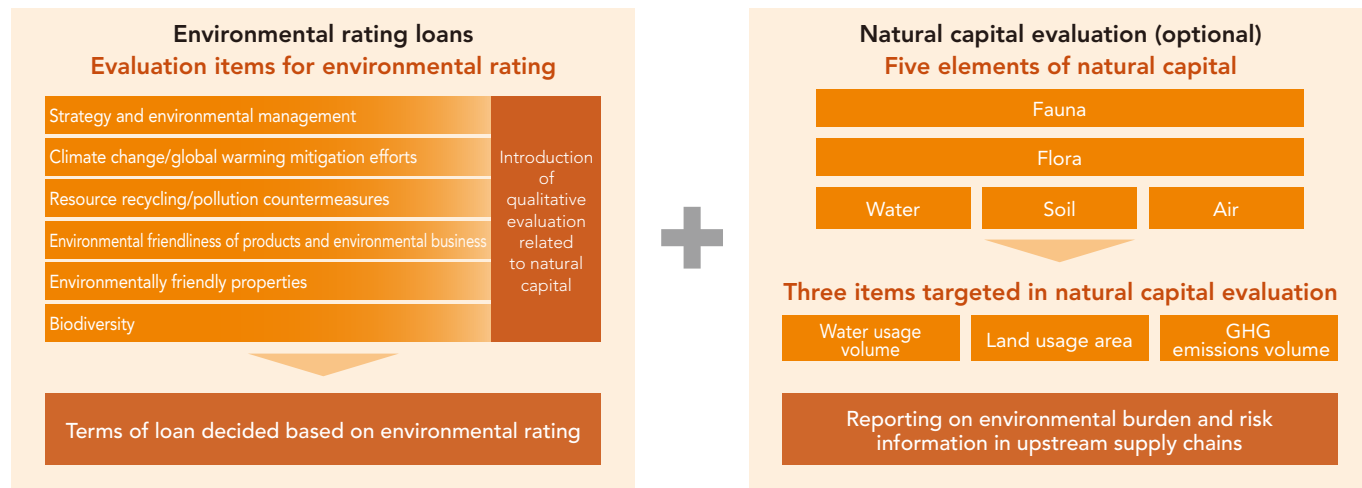 Environmental rating loans
Evaluation items for environmental rating
Strategy and environmental management
Climate change/global warming mitigation efforts
Resource recycling/pollution countermeasures
Environmental friendliness of products and environmental business
Environmentally friendly properties
Biodiversity
Introduction
of
qualitative
evaluation
related
to natural
capital
Terms of loan decided based on environmental rating
Natural capital evaluation (optional)
Five elements of natural capital
Fauna
Flora
Water
Soil
Air
Three items targeted in natural capital evaluation
Water usage
volume
Land usage area
GHG
emissions volume
Reporting on environmental burden and risk
information in upstream supply chains